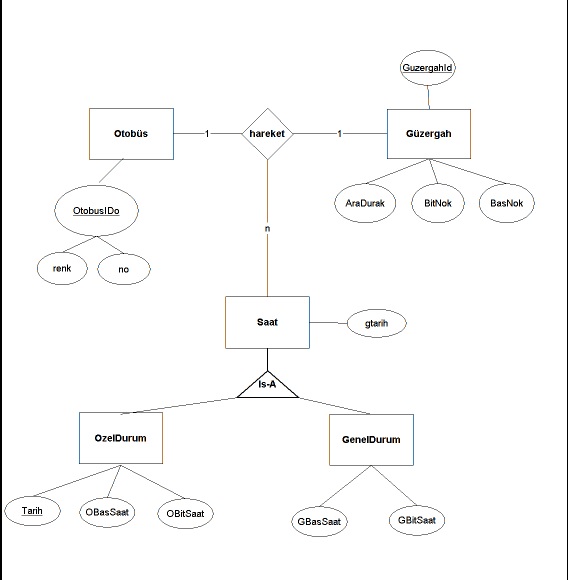 GuzergahId
Otobüs
1
hareket
1
Güzergah
OtobusIDo
AraDurak
BitNok
BasNok
n
renk
no
Saat
gtarih
Is-A
OzelDurum
GenelDurum
Tarih
OBasSaat
OBitSaat
GBasSaat
GBitSaat